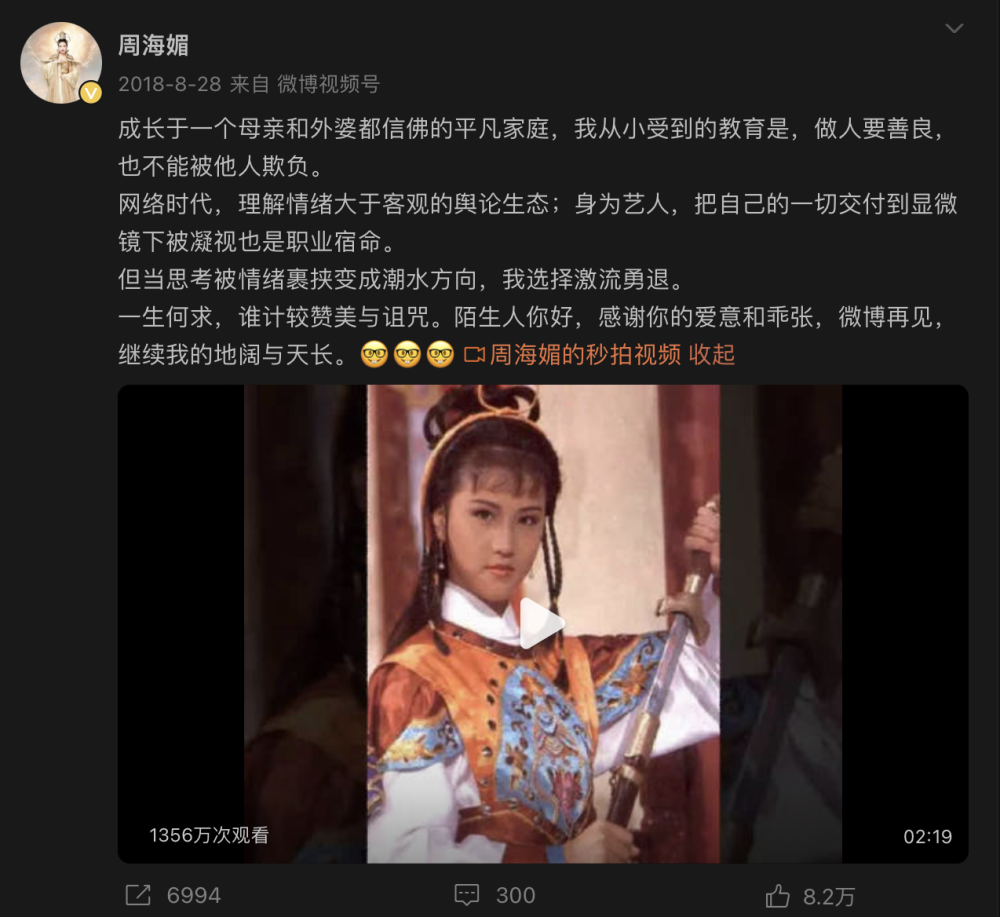 周海媚
2018-8-28 来自 微博视频号
成长于一个母亲和外婆都信佛的平凡家庭，我从小受到的教育是，做人要善良，
也不能被他人欺负。
网络时代，理解情绪大于客观的舆论生态；身为艺人，把自己的一切交付到显微
镜下被凝视也是职业宿命。
但当思考被情绪裹挟变成潮水方向，我选择激流勇退。
一生何求，谁计较赞美与诅咒。陌生人你好，感谢你的爱意和乖张，微博再见，
继续我的地阔与天长。🤓🤓🤓 周海媚的秒拍视频 收起
1356万次观看
02:19
6994
300
8.2万